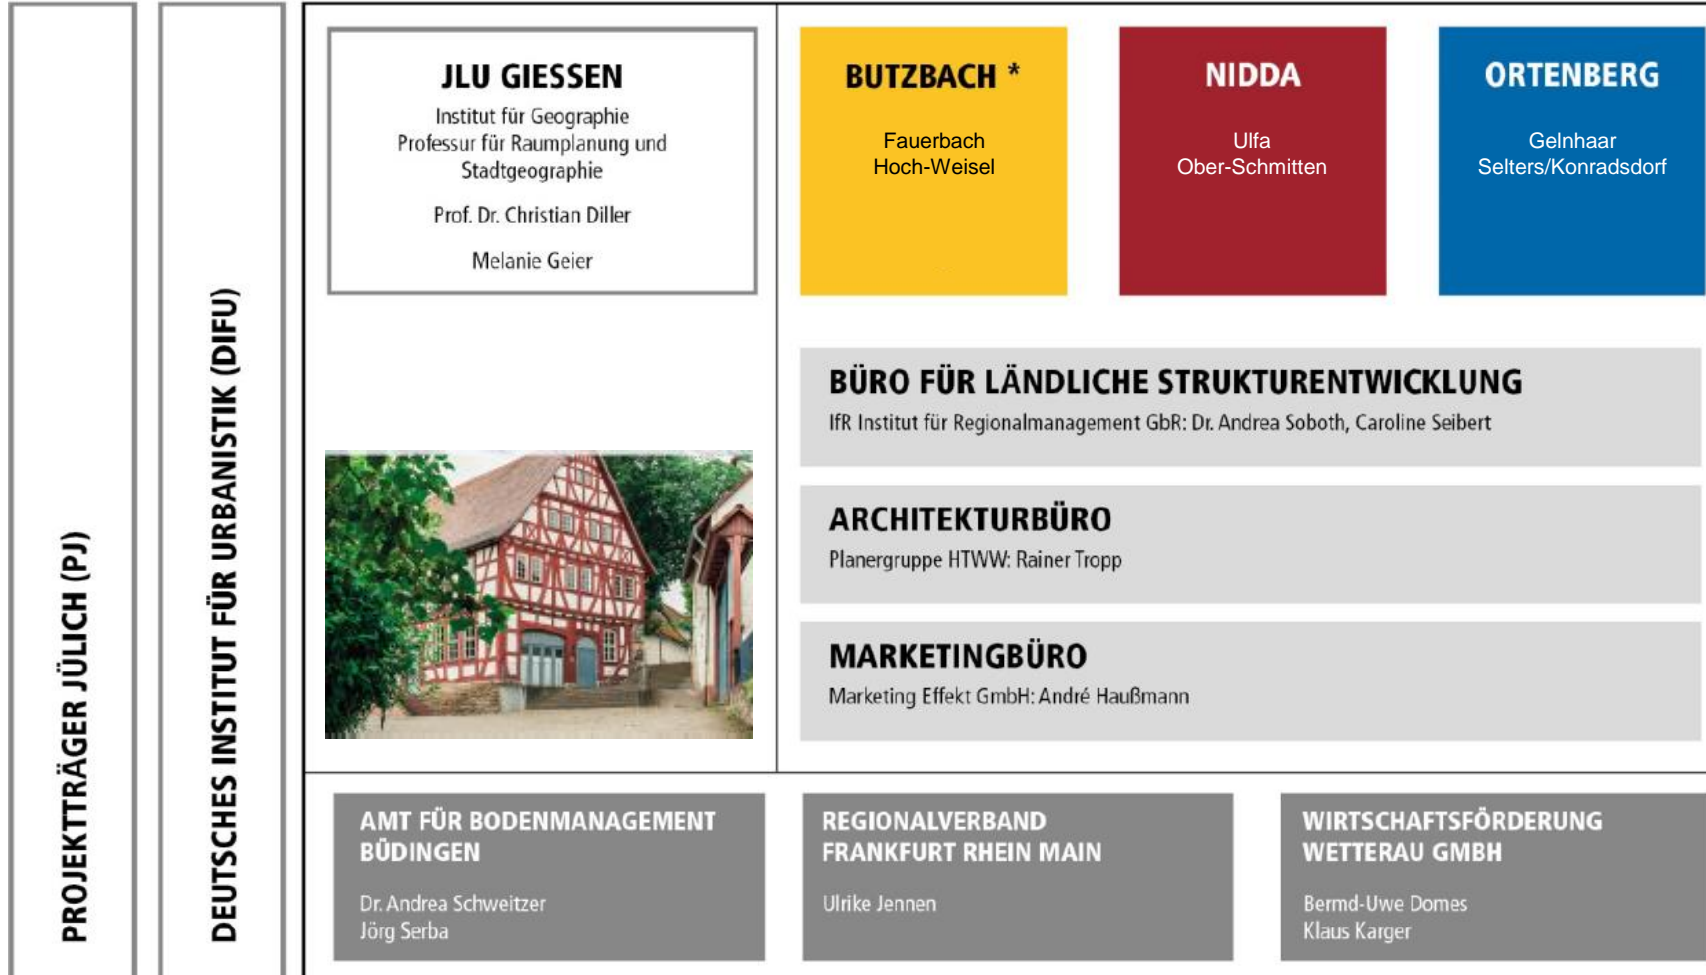 PROJEKTTRÄGER JÜLICH (PJ)
DEUTSCHES INSTITUT FÜR URBANISTIK (DIFU)
JLU GIESSEN
Institut für Geographie
Professur für Raumplanung und
Stadtgeographie
Prof. Dr. Christian Diller
Melanie Geier
BUTZBACH *
Fauerbach
Hoch-Weisel
NIDDA
Ulfa
Ober-Schmitten
ORTENBERG
Gelnhaar
Selters/Konradsdorf
BÜRO FÜR LÄNDLICHE STRUKTURENTWICKLUNG
IfR Institut für Regionalmanagement GbR: Dr. Andrea Soboth, Caroline Seibert
ARCHITEKTURBÜRO
Planergruppe HTWW: Rainer Tropp
MARKETINGBÜRO
Marketing Effekt GmbH: André Haußmann
AMT FÜR BODENMANAGEMENT
BÜDINGEN
Dr. Andrea Schweitzer
Jörg Serba
REGIONALVERBAND
FRANKFURT RHEIN MAIN
Ulrike Jennen
WIRTSCHAFTSFÖRDERUNG
WETTERAU GMBH
Bermd-Uwe Domes
Klaus Karger